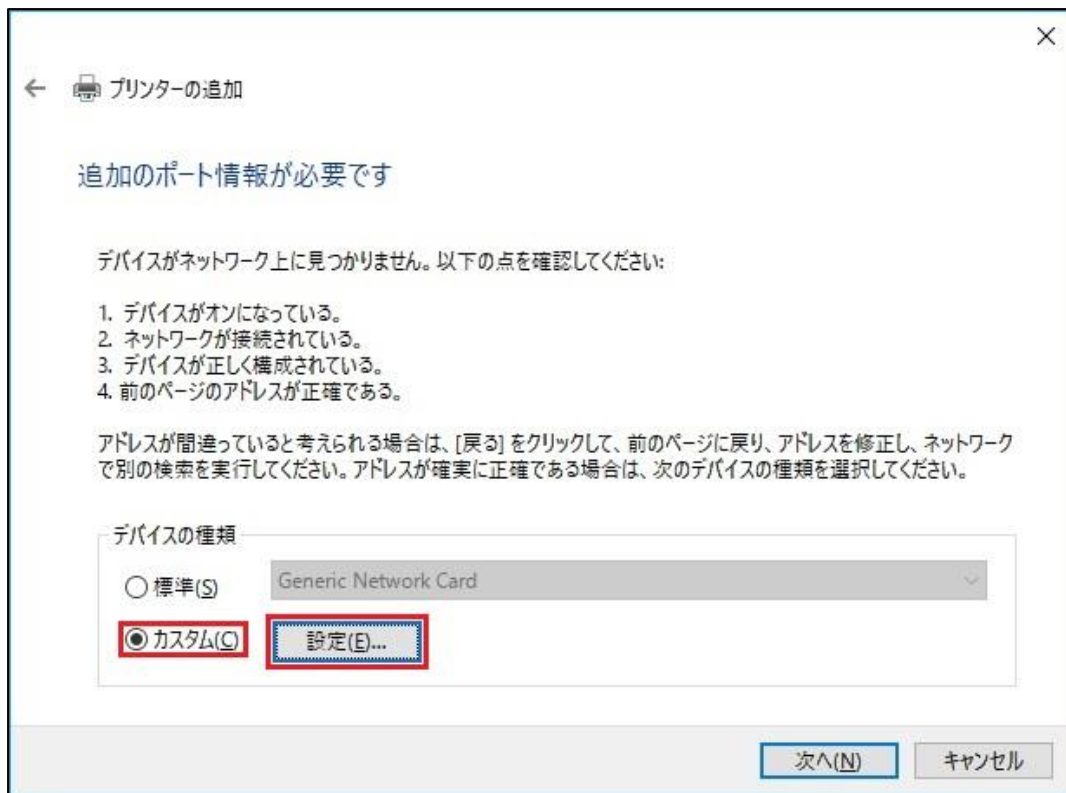 プリンターの追加
追加のポート情報が必要です
デバイスがネットワーク上に見つかりません。以下の点を確認してください:
1. デバイスがオンになっている。
2. ネットワークが接続されている。
3. デバイスが正しく構成されている。
4. 前のページのアドレスが正確である。
アドレスが間違っていると考えられる場合は、[戻る] をクリックして、前のページに戻り、アドレスを修正し、ネットワーク
で別の検索を実行してください。アドレスが確実に正確である場合は、次のデバイスの種類を選択してください。
デバイスの種類
標準(S)
Generic Network Card
カスタム(C)
設定(E)...
次へ(N)
キャンセル